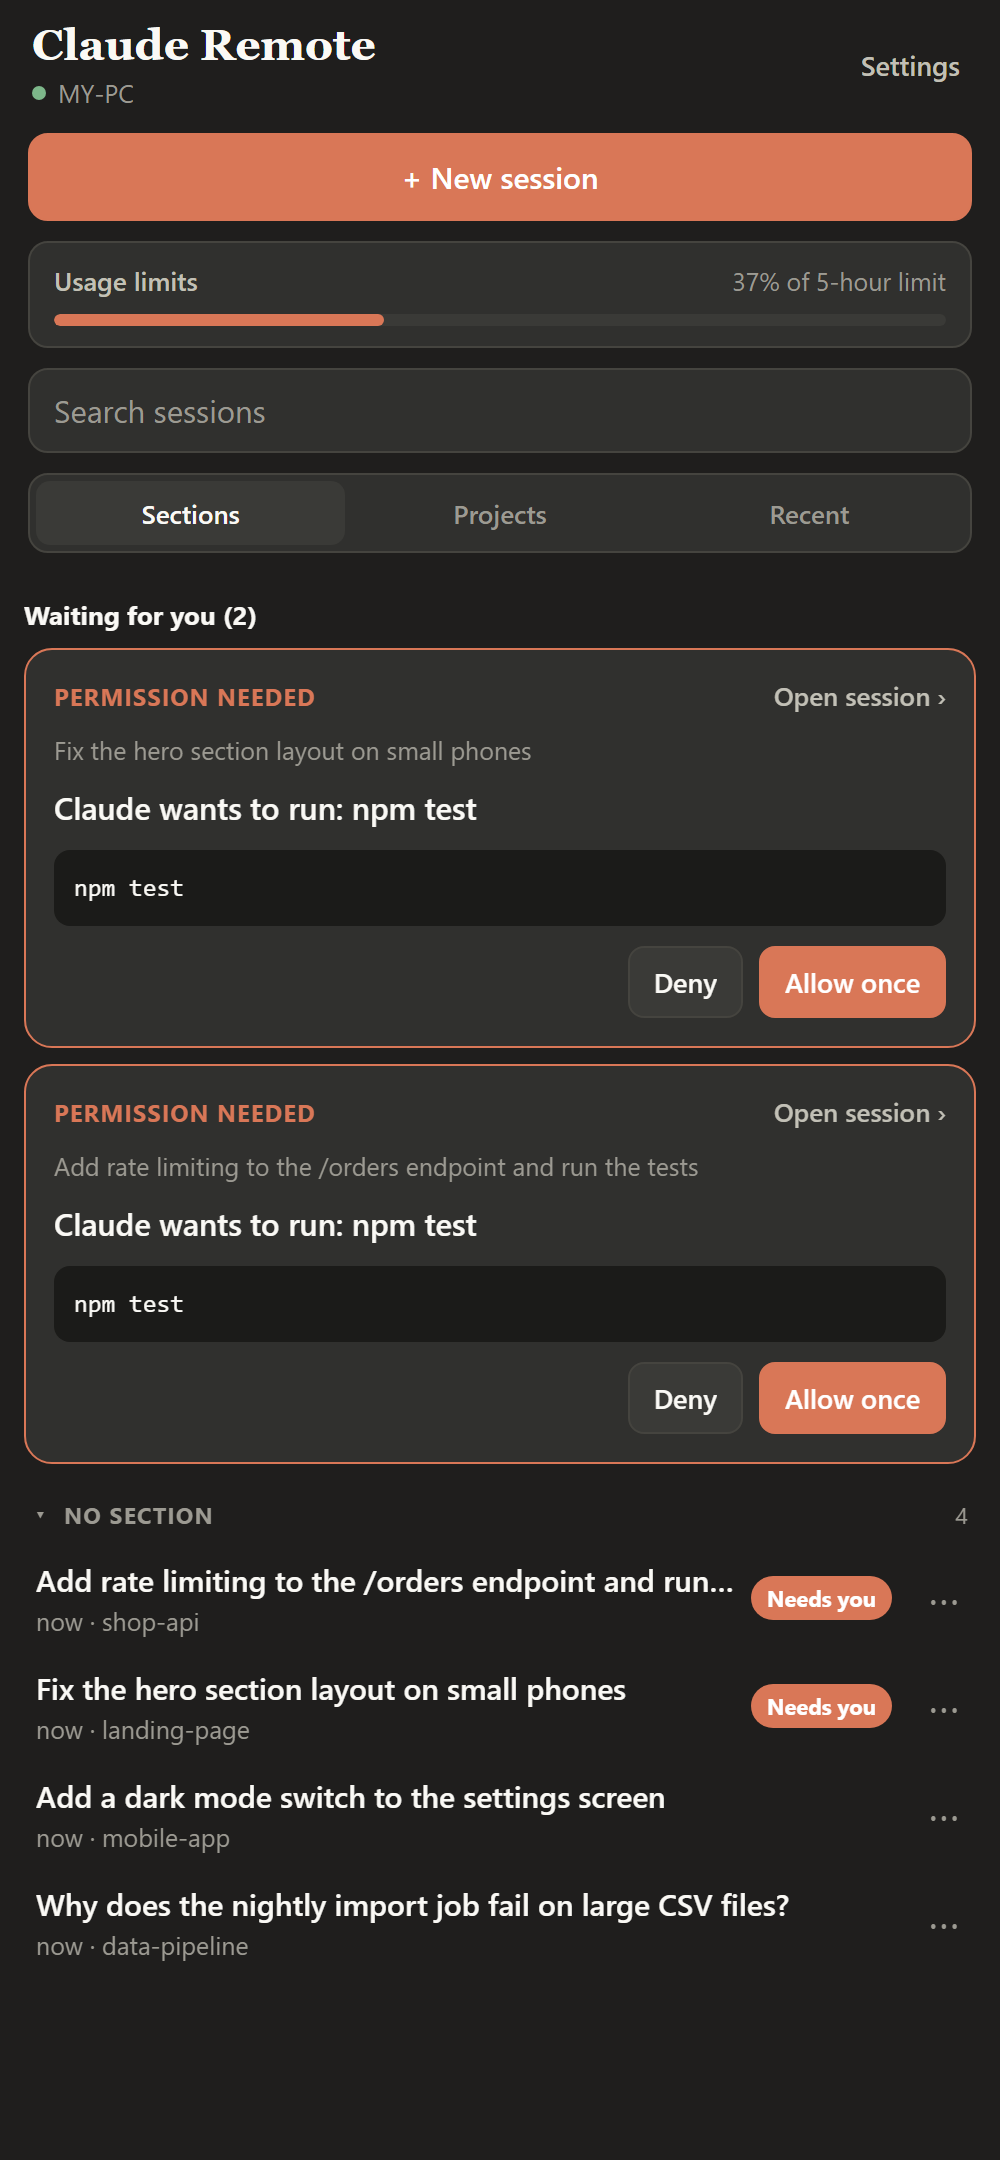 Claude Remote
MY-PC
Settings
+ New session
Usage limits
37% of 5-hour limit
Search sessions
Sections
Projects
Recent
Waiting for you (2)
PERMISSION NEEDED
Open session ›
Fix the hero section layout on small phones
Claude wants to run: npm test
npm test
Deny
Allow once
PERMISSION NEEDED
Open session ›
Add rate limiting to the /orders endpoint and run the tests
Claude wants to run: npm test
npm test
Deny
Allow once
NO SECTION
4
Add rate limiting to the /orders endpoint and run...
now · shop-api
Needs you
Fix the hero section layout on small phones
now · landing-page
Needs you
Add a dark mode switch to the settings screen
now · mobile-app
Why does the nightly import job fail on large CSV files?
now · data-pipeline